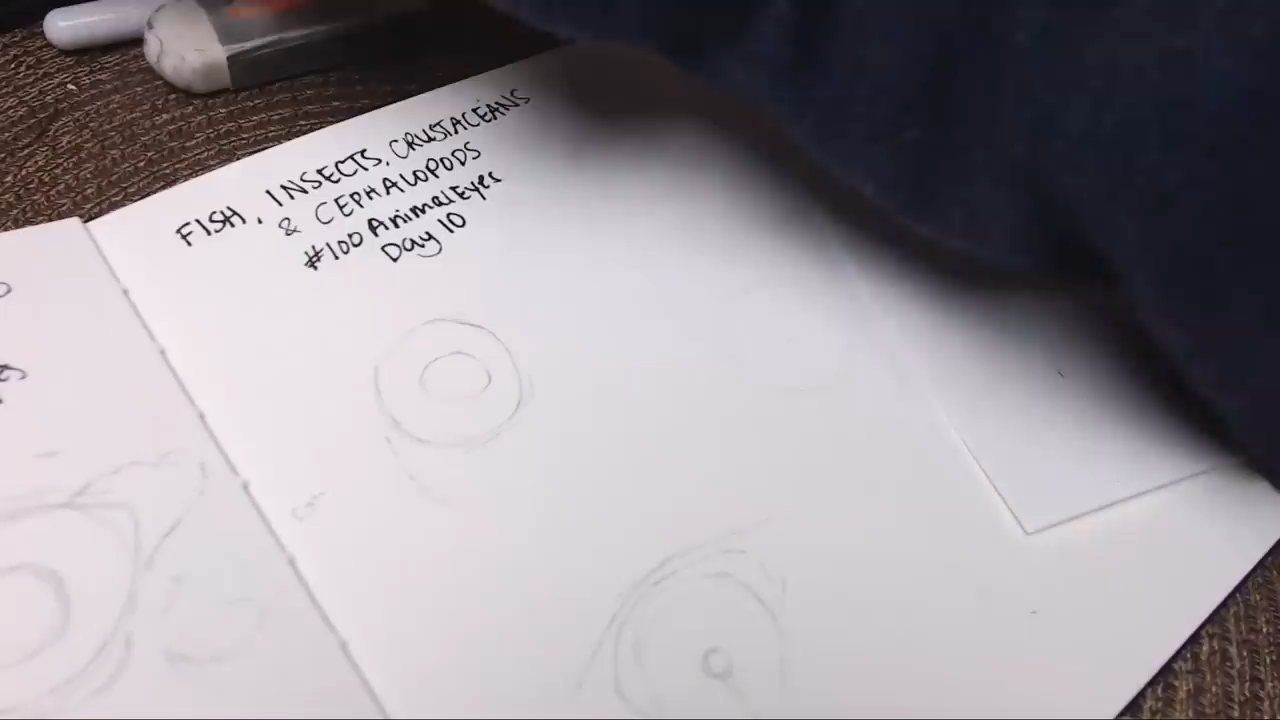 FISH, INSECTS, CRUSTACEANS
& CEPHALOPODS
#100 AnimalEyes
Day 10